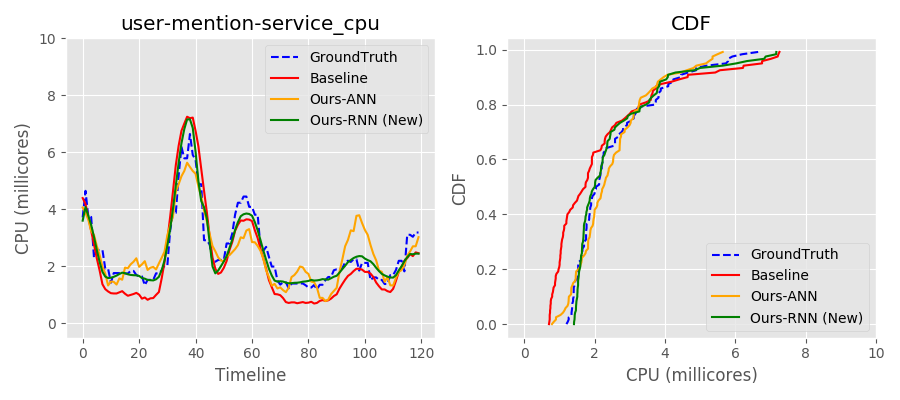 user-mention-service_cpu
CPU (millicores)
10
8
6
4
2
0
GroundTruth
Baseline
Ours-ANN
Ours-RNN (New)
0 20 40 60 80 100 120
Timeline
CDF
CDF
1.0
0.8
0.6
0.4
0.2
0.0
GroundTruth
Baseline
Ours-ANN
Ours-RNN (New)
0 2 4 6 8 10
CPU (millicores)